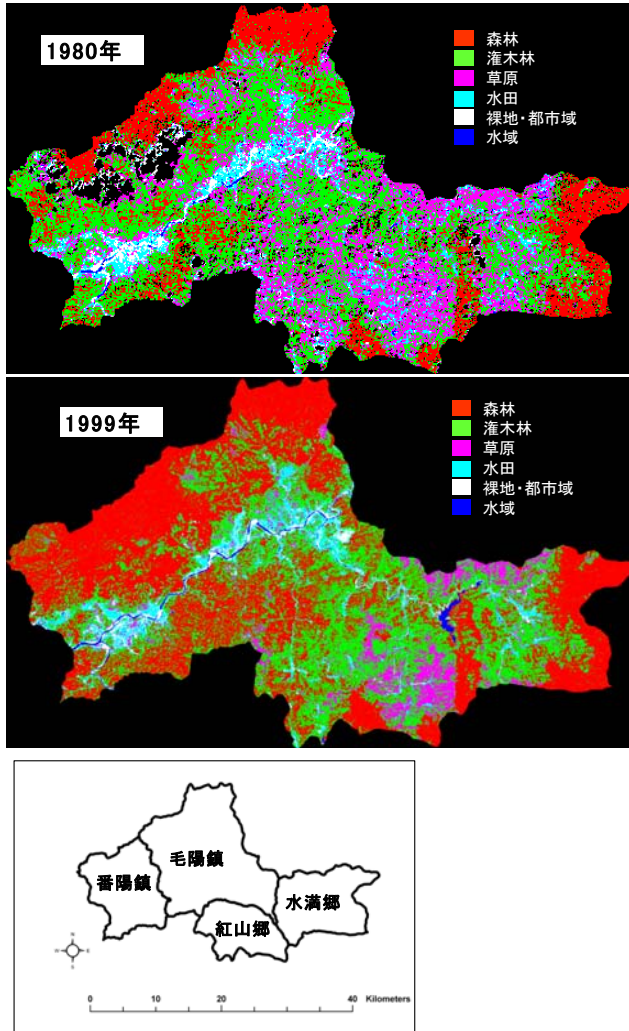 1980年
森林
潅木林
草原
水田
裸地・都市域
水域
1999年
森林
潅木林
草原
水田
裸地・都市域
水域
毛陽鎮
番陽鎮
水満郷
紅山郷
N
W
E
S
0 10 20 40 Kilometers